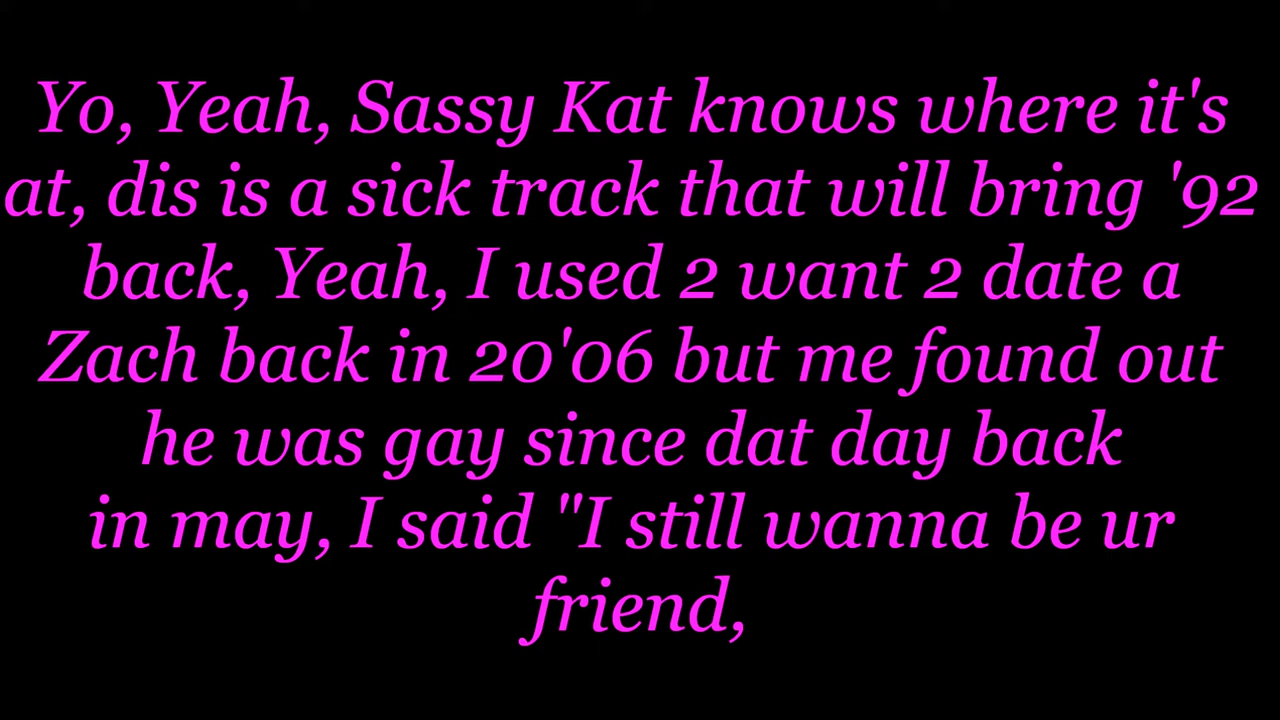 Yo, Yeah, Sassy Kat knows where it's
at, dis is a sick track that will bring '92
back, Yeah, I used 2 want 2 date a
Zach back in 20'06 but me found out
he was gay since dat day back
in may, I said "I still wanna be ur
friend,